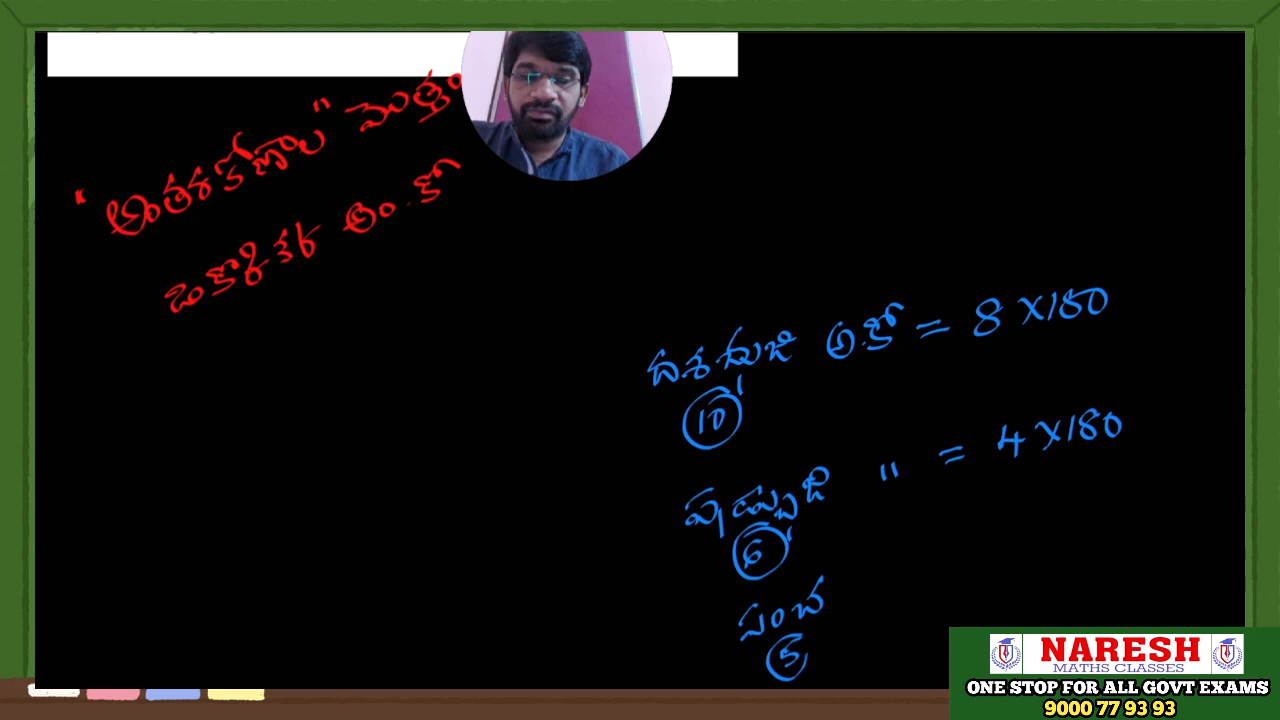 "అంతరకోణాల" మొత్తం
ఒకొక్క అం.కో
దశభుజి అ.కో = 8 X 180
10
షడ్భుజి " = 4 X 180
6
పంచ
5
NARESH
MATHS CLASSES
ONE STOP FOR ALL GOVT EXAMS
9000 77 93 93